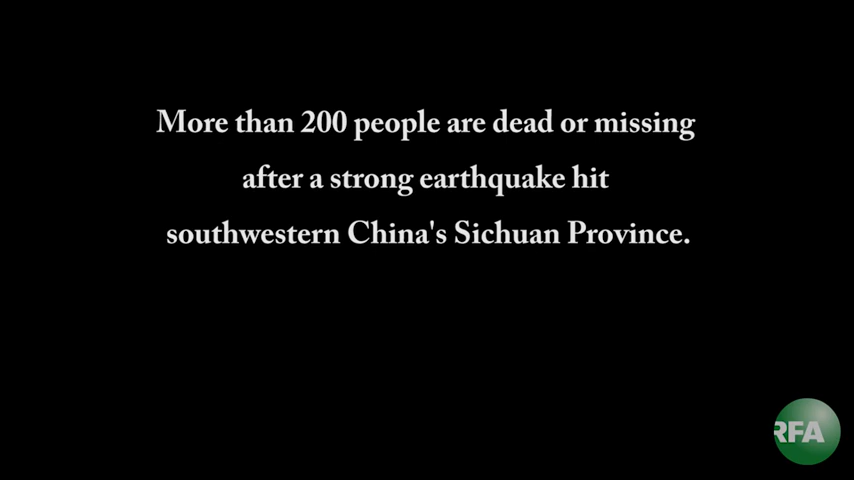 More than 200 people are dead or missing
after a strong earthquake hit
southwestern China's Sichuan Province.
RFA